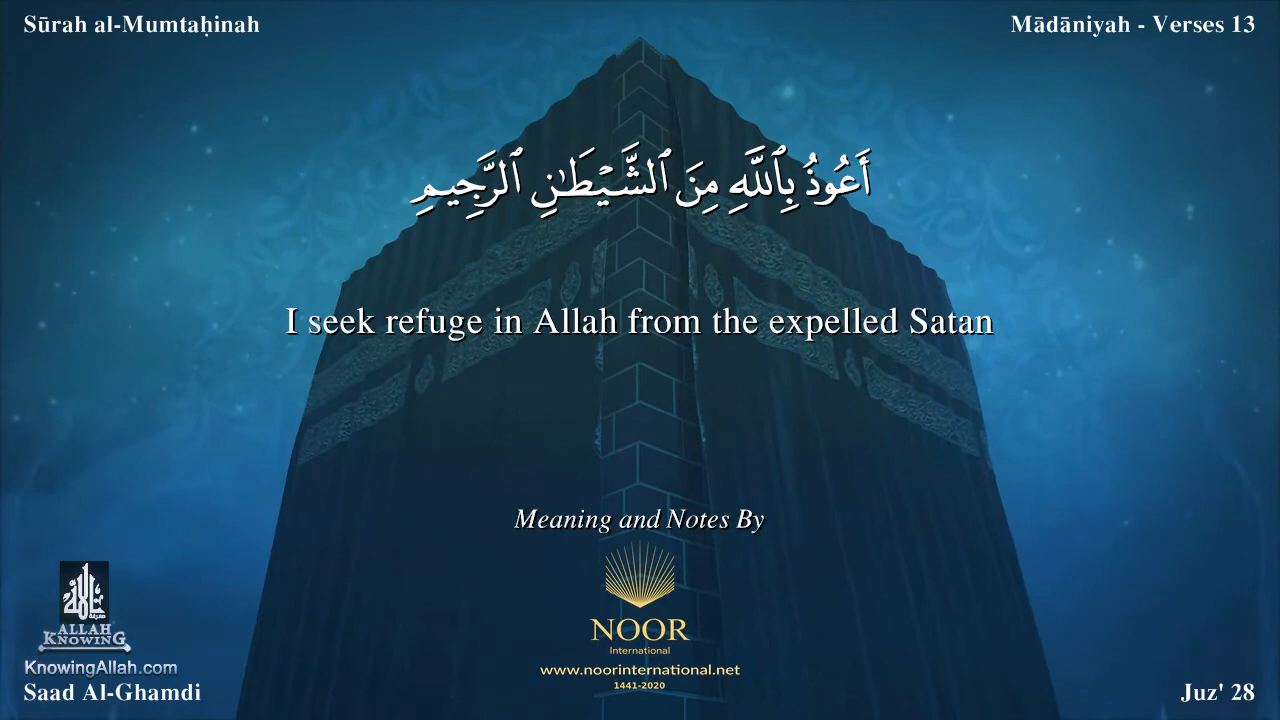 Sūrah al-Mumtaḥinah
Mādāniyah - Verses 13
أَعُوذُ بِٱللَّهِ مِنَ ٱلشَّيْطَٰنِ ٱلرَّجِيمِ
I seek refuge in Allah from the expelled Satan
Meaning and Notes By
NOOR
International
www.noorinternational.net
1441-2020
ALLAH
KNOWING
KnowingAllah.com
Saad Al-Ghamdi
Juz' 28